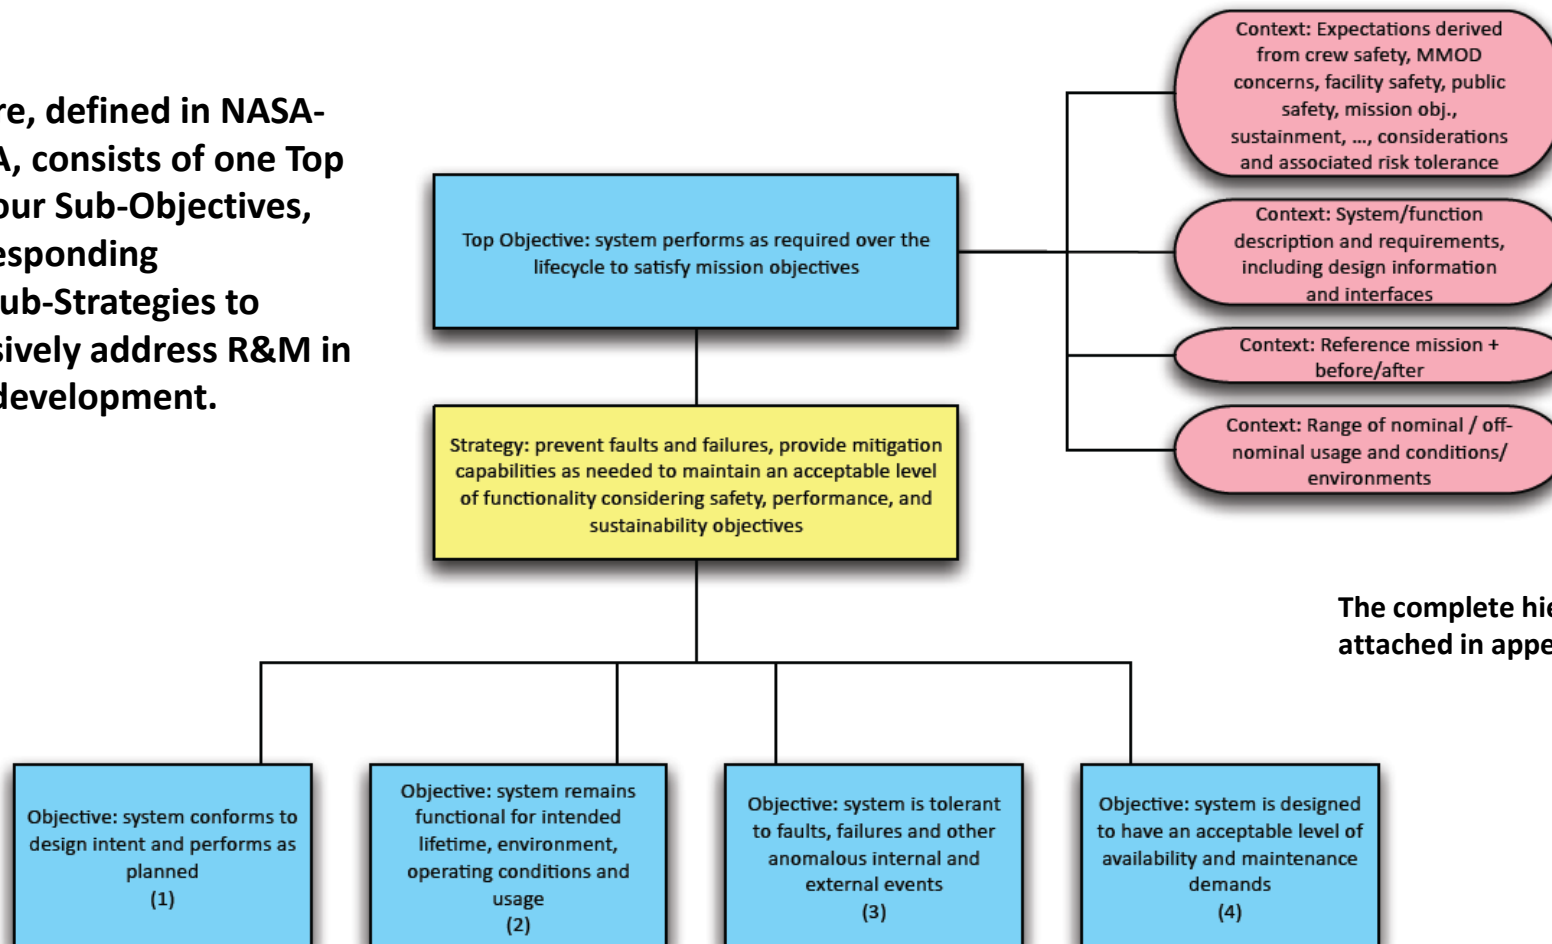 re, defined in NASA-
A, consists of one Top
our Sub-Objectives,
esponding
ub-Strategies to
sively address R&M in
development.
Top Objective: system performs as required over the
lifecycle to satisfy mission objectives
Context: Expectations derived
from crew safety, MMOD
concerns, facility safety, public
safety, mission obj.,
sustainment, ..., considerations
and associated risk tolerance
Context: System/function
description and requirements,
including design information
and interfaces
Context: Reference mission +
before/after
Context: Range of nominal / off-
nominal usage and conditions/
environments
Strategy: prevent faults and failures, provide mitigation
capabilities as needed to maintain an acceptable level
of functionality considering safety, performance, and
sustainability objectives
The complete hie
attached in appe
Objective: system conforms to
design intent and performs as
planned
(1)
Objective: system remains
functional for intended
lifetime, environment,
operating conditions and
usage
(2)
Objective: system is tolerant
to faults, failures and other
anomalous internal and
external events
(3)
Objective: system is designed
to have an acceptable level of
availability and maintenance
demands
(4)